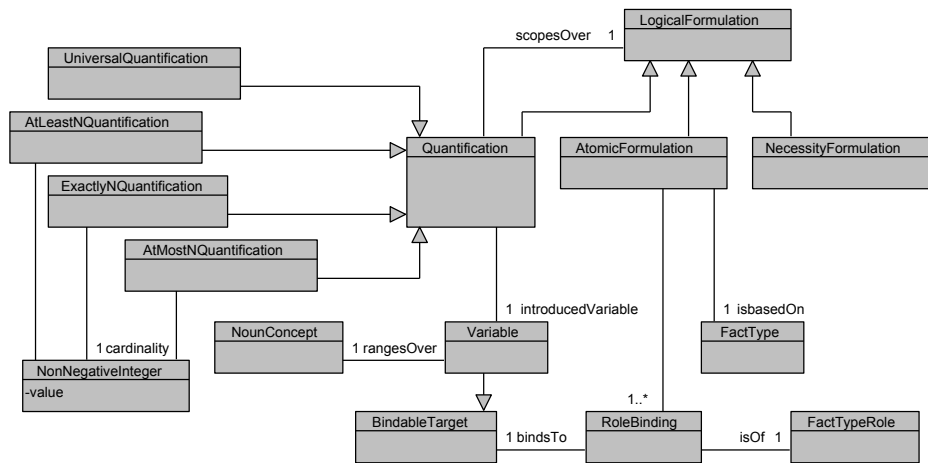 LogicalFormulation
scopesOver 1
UniversalQuantification
AtLeastNQuantification
Quantification
AtomicFormulation
NecessityFormulation
ExactlyNQuantification
AtMostNQuantification
1 introducedVariable
1 isbasedOn
NounConcept
Variable
FactType
1 cardinality
1 rangesOver
NonNegativeInteger
-value
1..*
BindableTarget
RoleBinding
FactTypeRole
1 bindsTo
isOf 1